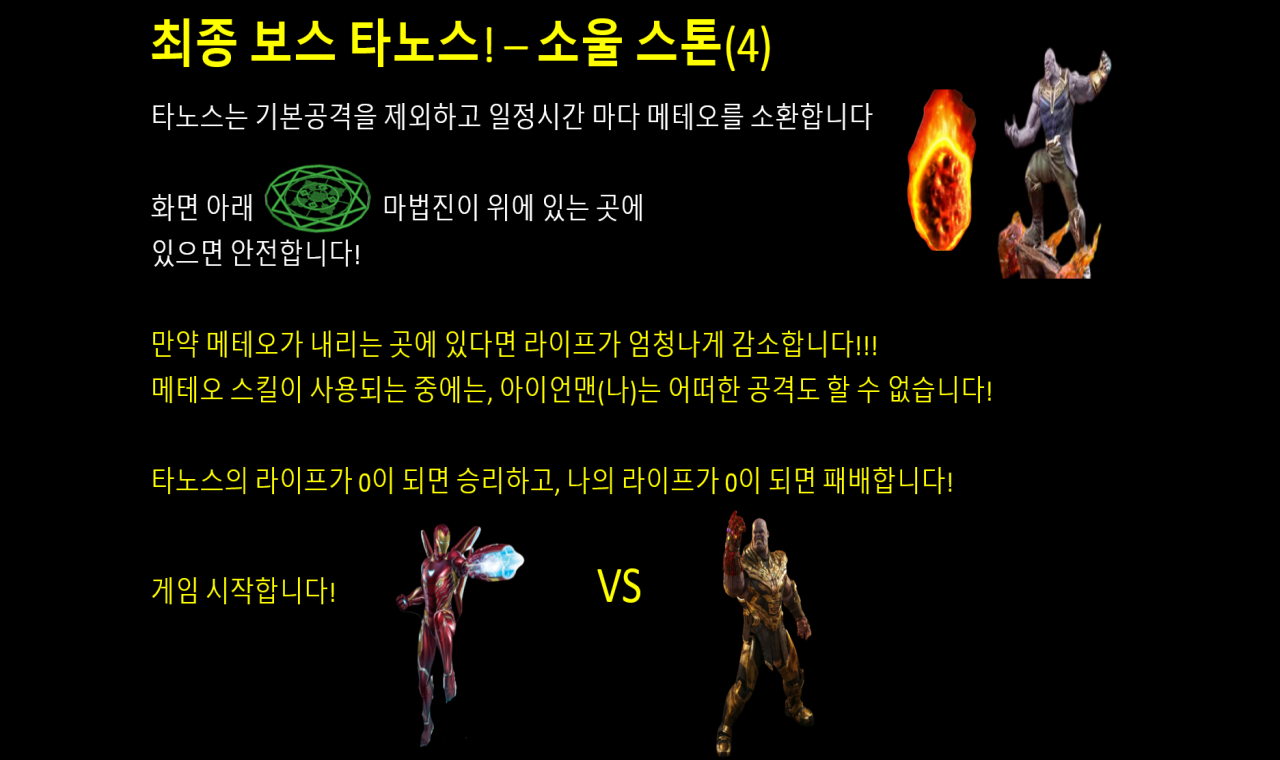 최종 보스 타노스! – 소울 스톤(4)
타노스는 기본공격을 제외하고 일정시간 마다 메테오를 소환합니다
화면 아래 마법진이 위에 있는 곳에
있으면 안전합니다!
만약 메테오가 내리는 곳에 있다면 라이프가 엄청나게 감소합니다!!!
메테오 스킬이 사용되는 중에는, 아이언맨(나)는 어떠한 공격도 할 수 없습니다!
타노스의 라이프가 0이 되면 승리하고, 나의 라이프가 0이 되면 패배합니다!
게임 시작합니다!
VS